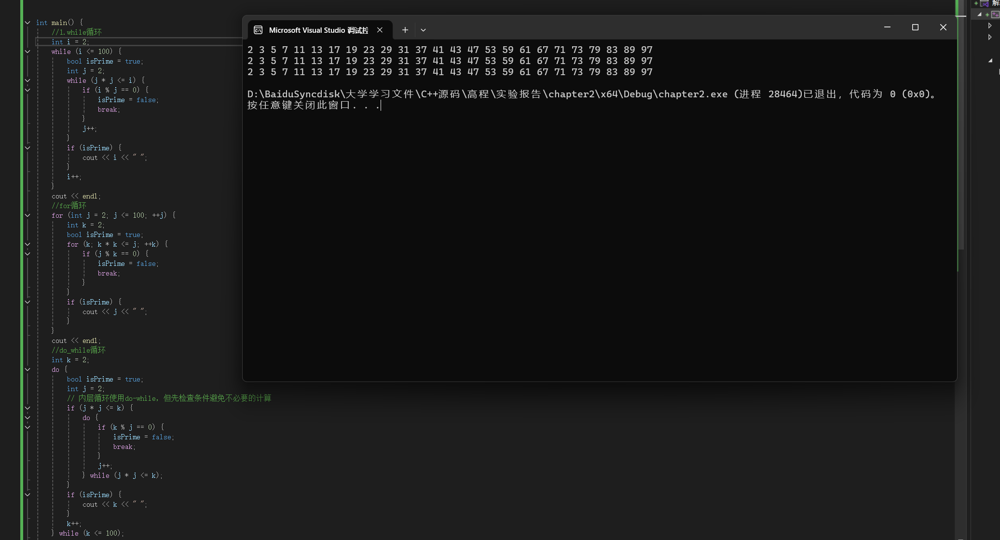 int main() {
//1.while循环
int i = 2;
while (i <= 100) {
bool isPrime = true;
int j = 2;
while (j * j <= i) {
if (i % j == 0) {
isPrime = false;
break;
}
j++;
}
if (isPrime) {
cout << i << " ";
}
i++;
}
cout << endl;
//for循环
for (int j = 2; j <= 100; ++j) {
int k = 2;
bool isPrime = true;
for (k; k * k <= j; ++k) {
if (j % k == 0) {
isPrime = false;
break;
}
}
if (isPrime) {
cout << j << " ";
}
}
cout << endl;
//do_while循环
int k = 2;
do {
bool isPrime = true;
int j = 2;
// 内层循环使用do-while，但先检查条件避免不必要的计算
if (j * j <= k) {
do {
if (k % j == 0) {
isPrime = false;
break;
}
j++;
} while (j * j <= k);
}
if (isPrime) {
cout << k << " ";
}
k++;
} while (k <= 100);
Microsoft Visual Studio 调试控
2 3 5 7 11 13 17 19 23 29 31 37 41 43 47 53 59 61 67 71 73 79 83 89 97
2 3 5 7 11 13 17 19 23 29 31 37 41 43 47 53 59 61 67 71 73 79 83 89 97
2 3 5 7 11 13 17 19 23 29 31 37 41 43 47 53 59 61 67 71 73 79 83 89 97
D:\BaiduSyncdisk\大学学习文件\C++源码\高程\实验报告\chapter2\x64\Debug\chapter2.exe (进程 28464)已退出，代码为 0 (0x0)。
按任意键关闭此窗口. . .